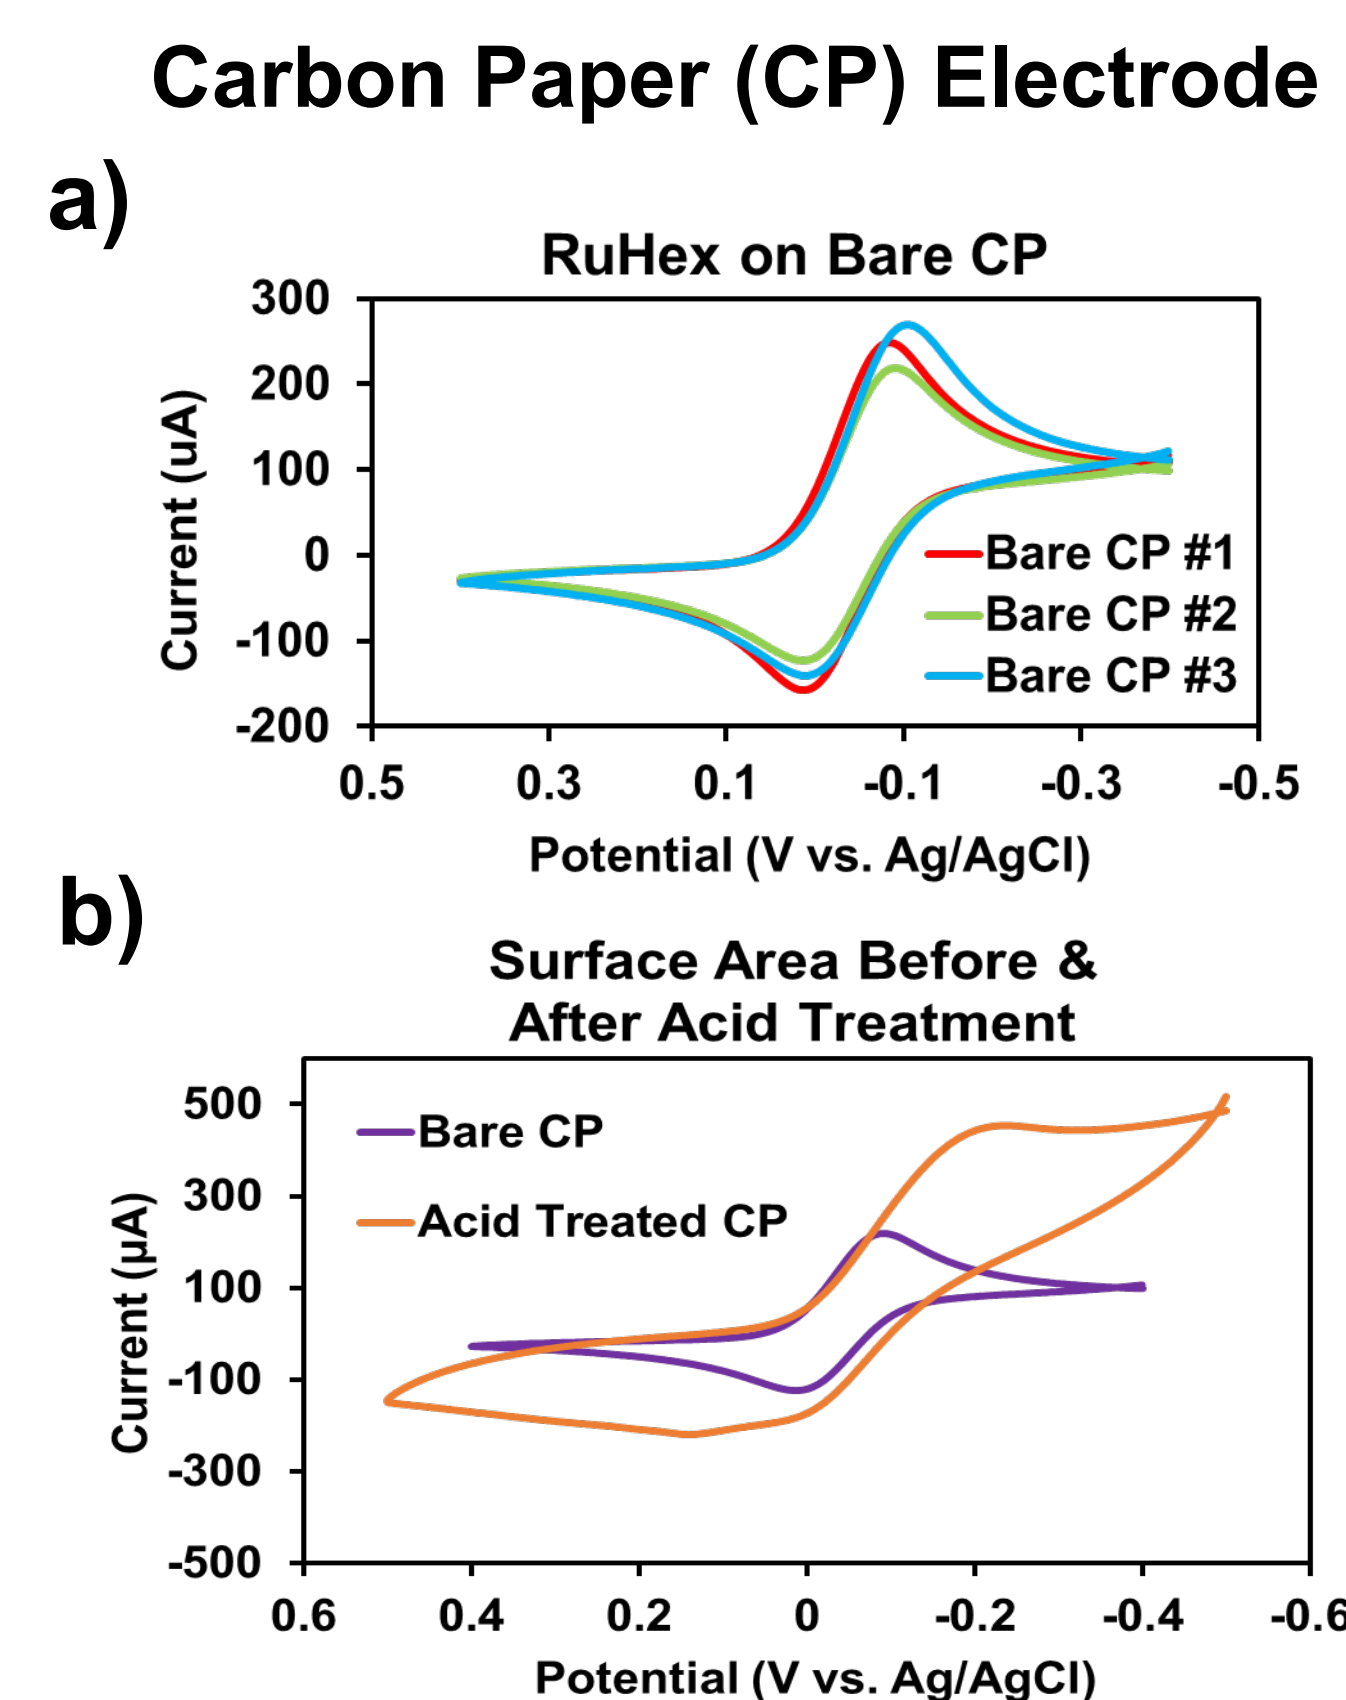 Carbon Paper (CP) Electrode
a)
RuHex on Bare CP
300
200
100
0
-100
-200
Current (uA)
Bare CP #1
Bare CP #2
Bare CP #3
0.5 0.3 0.1 -0.1 -0.3 -0.5
Potential (V vs. Ag/AgCl)
b)
Surface Area Before &
After Acid Treatment
500
300
100
-100
-300
-500
Current (µA)
Bare CP
Acid Treated CP
0.6 0.4 0.2 0 -0.2 -0.4 -0.6
Potential (V vs. Ag/AgCl)